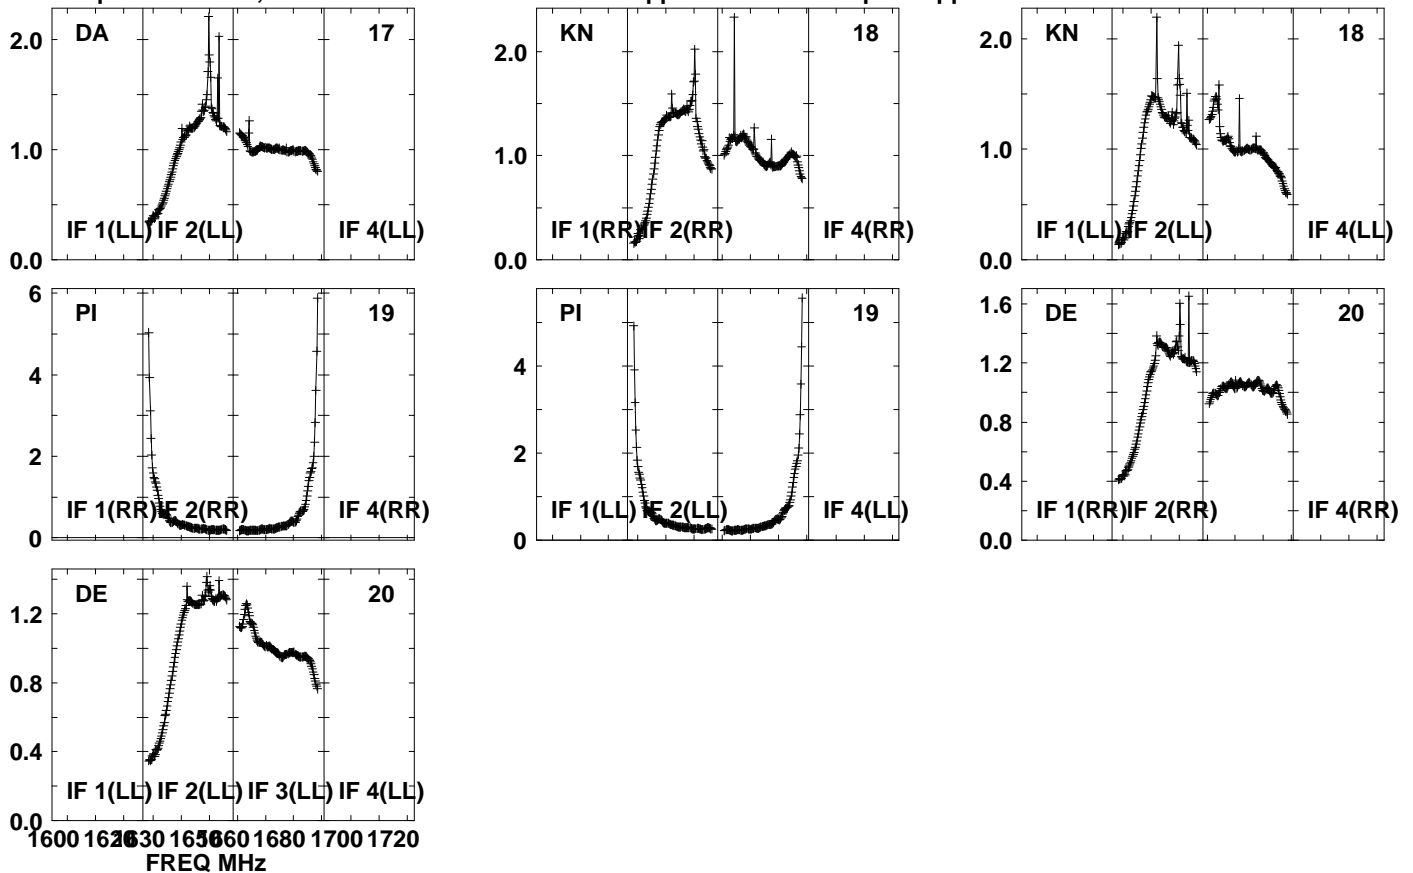 DA 17
2.0
1.0
0.0
IF 1(LL) IF 2(LL) IF 4(LL)
KN 18
2.0
1.0
0.0
IF 1(RR) IF 2(RR) IF 4(RR)
KN 18
2.0
1.0
0.0
IF 1(LL) IF 2(LL) IF 4(LL)
PI 19
6
4
2
0
IF 1(RR) IF 2(RR) IF 4(RR)
PI 19
4
2
0
IF 1(LL) IF 2(LL) IF 4(LL)
DE 20
1.6
1.2
0.8
0.4
0.0
IF 1(RR) IF 2(RR) IF 4(RR)
DE 20
1.2
0.8
0.4
0.0
IF 1(LL) IF 2(LL) IF 3(LL) IF 4(LL)
1600 1680 1700 1720
FREQ MHz